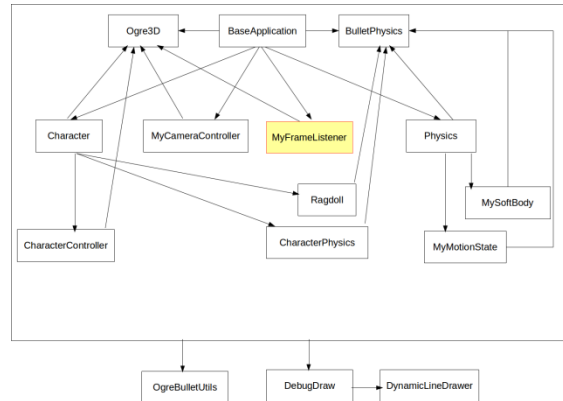 Ogre3D
BaseApplication
BulletPhysics
Character
MyCameraController
MyFrameListener
Physics
Ragdoll
MySoftBody
CharacterController
CharacterPhysics
MyMotionState
OgreBulletUtils
DebugDraw
DynamicLineDrawer